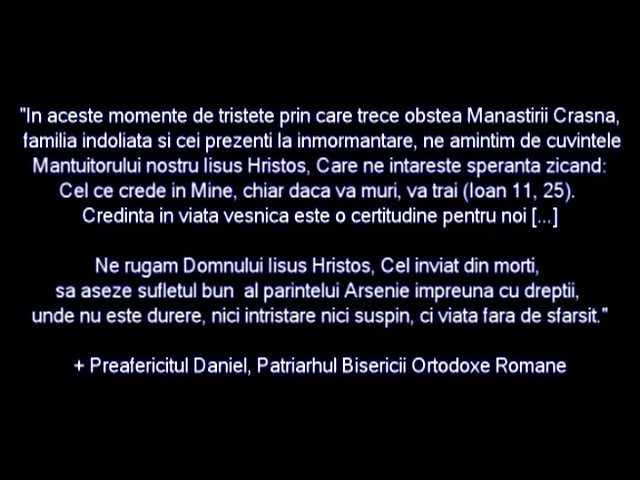 "In aceste momente de tristete prin care trece obstea Manastirii Crasna,
familia indoliata si cei prezenti la inmormantare, ne amintim de cuvintele
Mantuitorului nostru Iisus Hristos, Care ne intareste speranta zicand:
Cel ce crede in Mine, chiar daca va muri, va trai (Ioan 11, 25).
Credinta in viata vesnica este o certitudine pentru noi [...]
Ne rugam Domnului Iisus Hristos, Cel inviat din morti,
sa aseze sufletul bun al parintelui Arsenie impreuna cu dreptii,
unde nu este durere, nici intristare nici suspin, ci viata fara de sfarsit."
+ Preafericitul Daniel, Patriarhul Bisericii Ortodoxe Romane